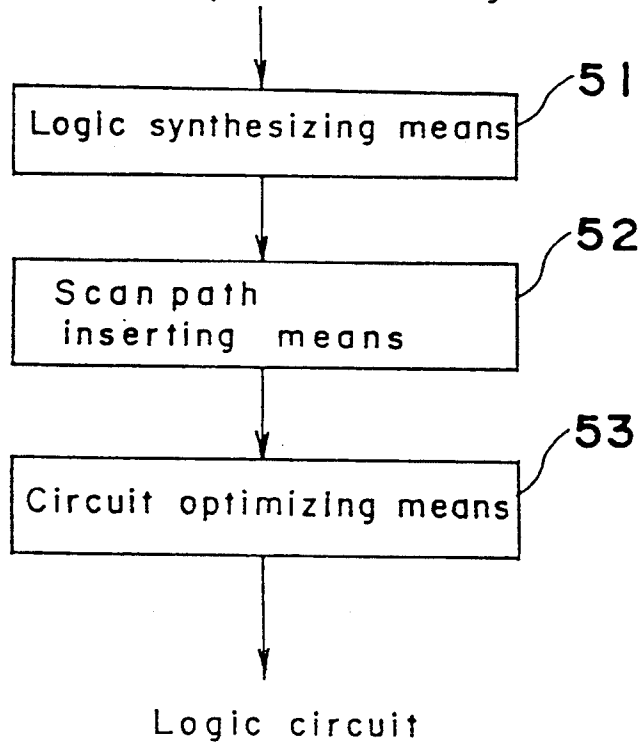 51
Logic synthesizing means
52
Scan path
inserting means
53
Circuit optimizing means
Logic circuit